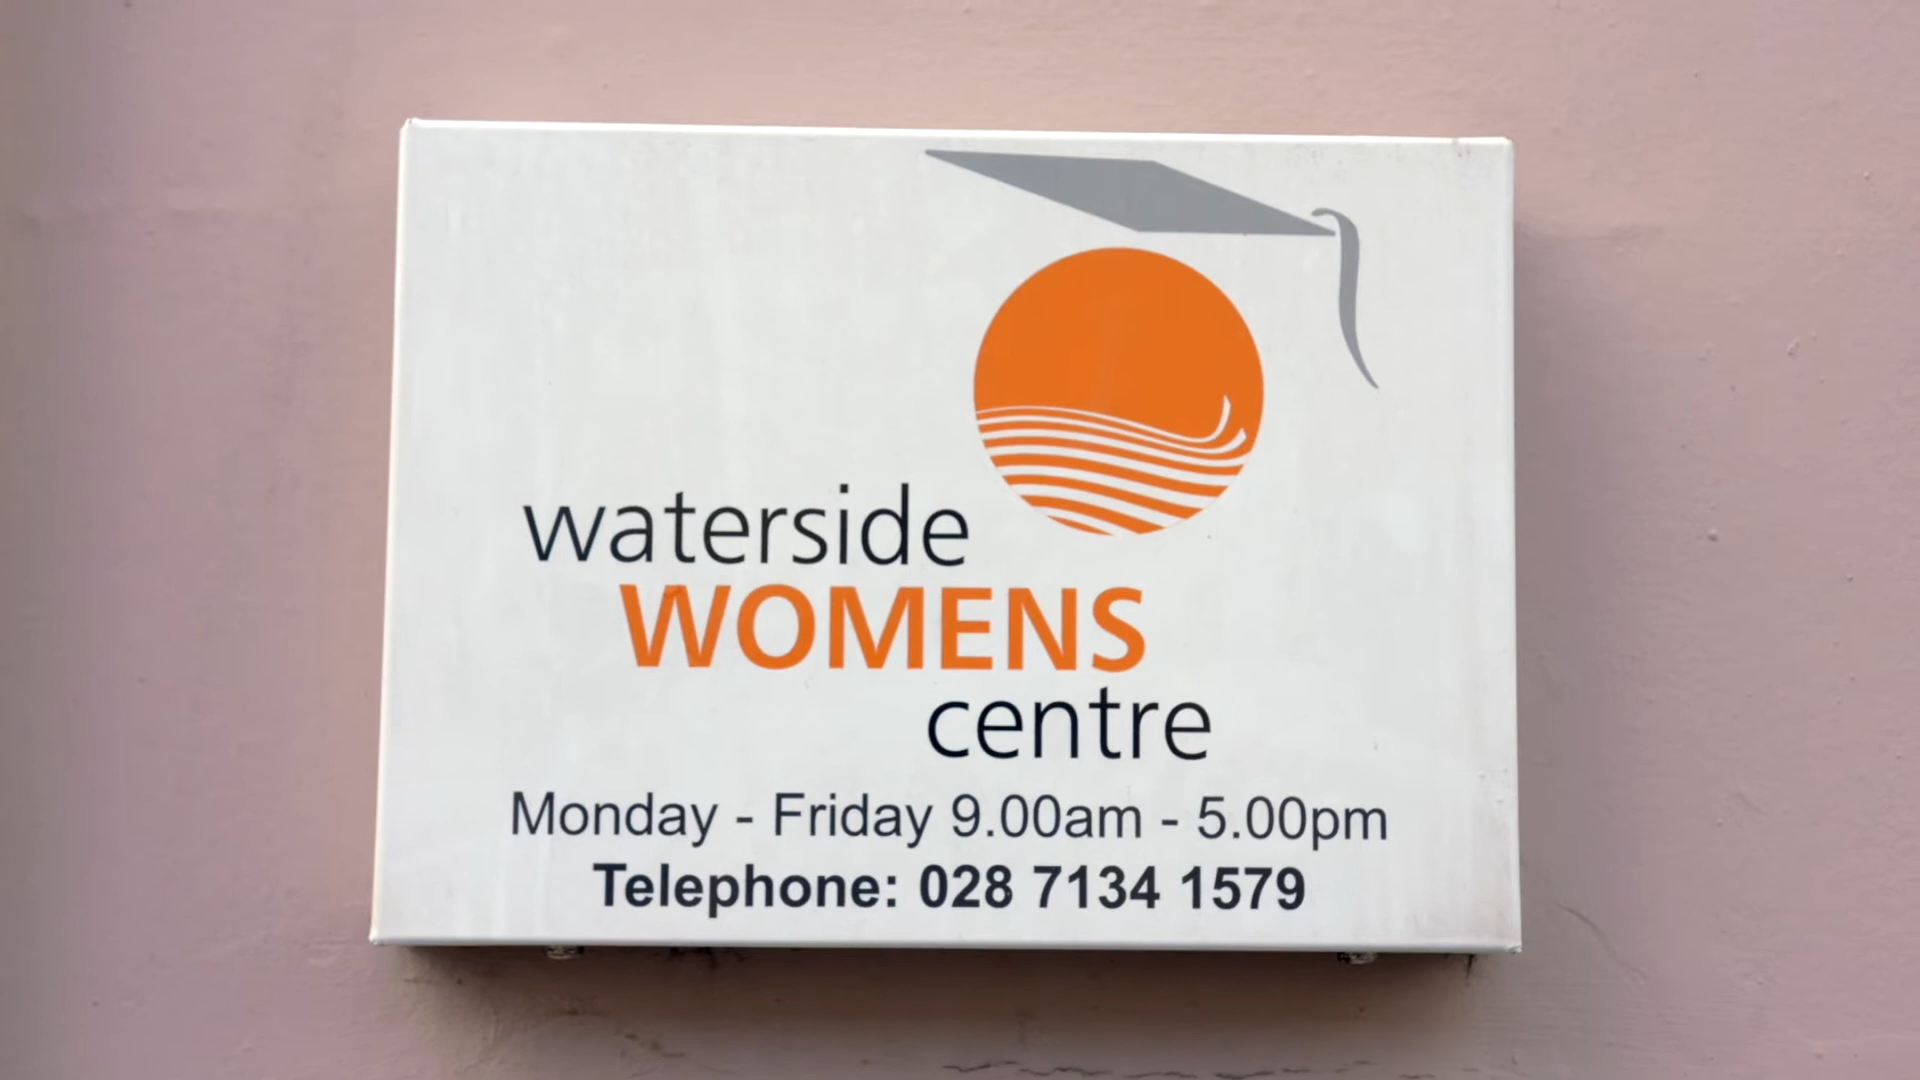 waterside
WOMENS
centre
Monday - Friday 9.00am - 5.00pm
Telephone: 028 7134 1579